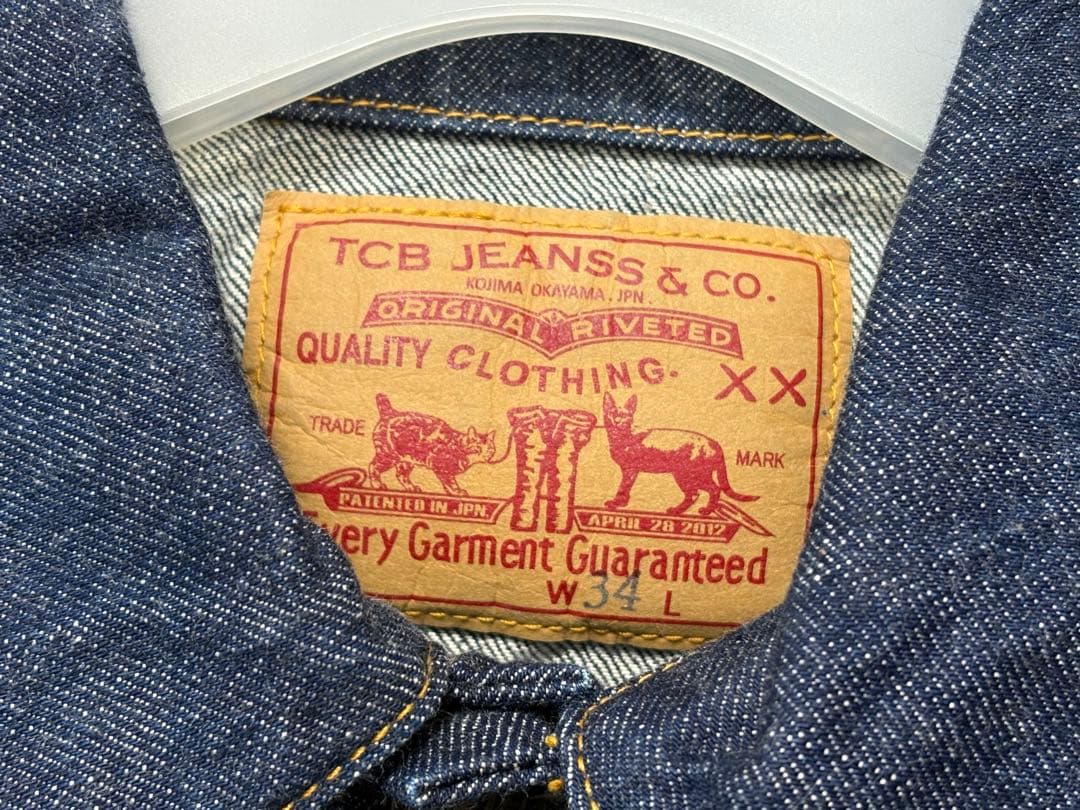 TCB JEANSS & CO.
KOJIMA OKAYAMA. JPN.
ORIGINAL RIVETED
QUALITY CLOTHING. XX
TRADE MARK
PATENTED IN JPN. APRIL 28 2012
Every Garment Guaranteed
W 34 L